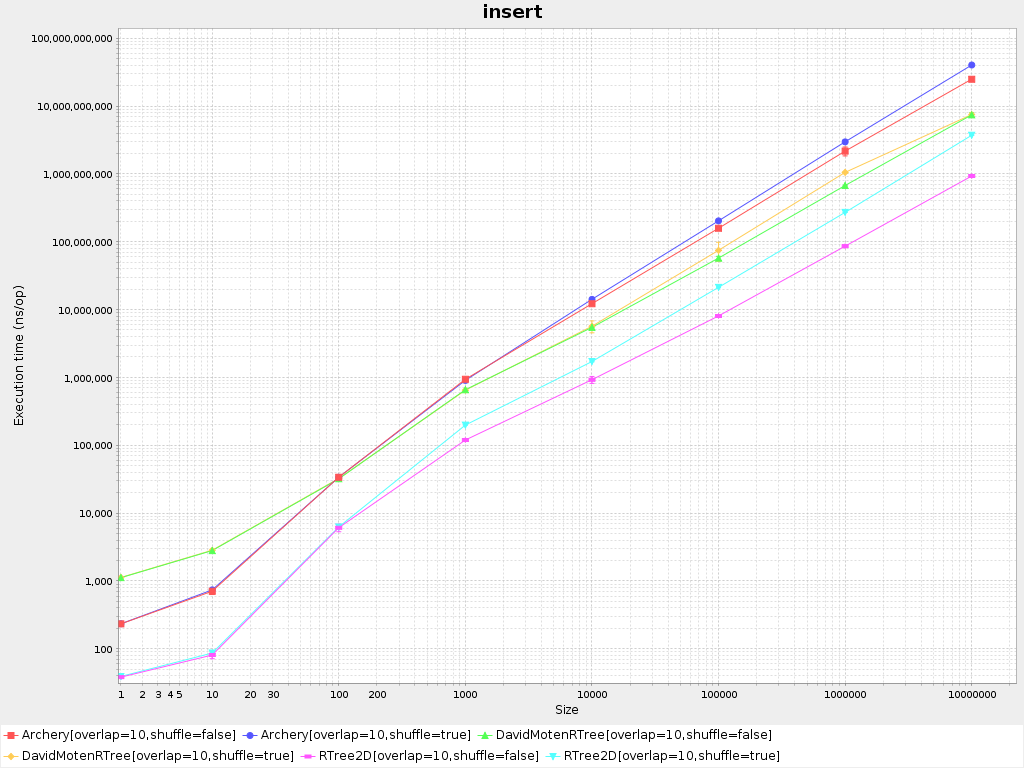 insert
100,000,000,000
10,000,000,000
1,000,000,000
100,000,000
10,000,000
1,000,000
100,000
10,000
1,000
100
Execution time (ns/op)
1 2 3 4 5 10 20 30 100 200 1000 10000 100000 1000000 10000000
Size
Archery[overlap=10,shuffle=false] Archery[overlap=10,shuffle=true] DavidMotenRTree[overlap=10,shuffle=false]
DavidMotenRTree[overlap=10,shuffle=true] RTree2D[overlap=10,shuffle=false] RTree2D[overlap=10,shuffle=true]